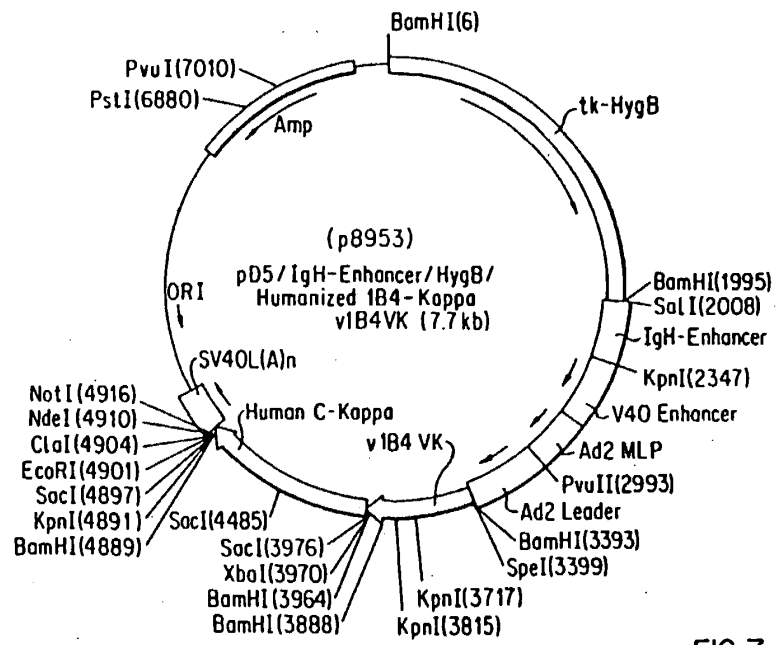 BamHI(6)
PvuI(7010)
PstI(6880)
Amp
tk-HygB
(p8953)
pD5/IgH-Enhancer/HygB/
Humanized 1B4-Kappa
v1B4VK (7.7 kb)
ORI
BamHI(1995)
SalI(2008)
IgH-Enhancer
KpnI(2347)
V40 Enhancer
Ad2 MLP
PvuII(2993)
Ad2 Leader
BamHI(3393)
SpeI(3399)
SV40L(A)n
Human C-Kappa
v1B4 VK
NotI(4916)
NdeI(4910)
ClaI(4904)
EcoRI(4901)
SacI(4897)
KpnI(4891)
BamHI(4889)
SacI(4485)
SacI(3976)
XbaI(3970)
BamHI(3964)
BamHI(3888)
KpnI(3717)
KpnI(3815)